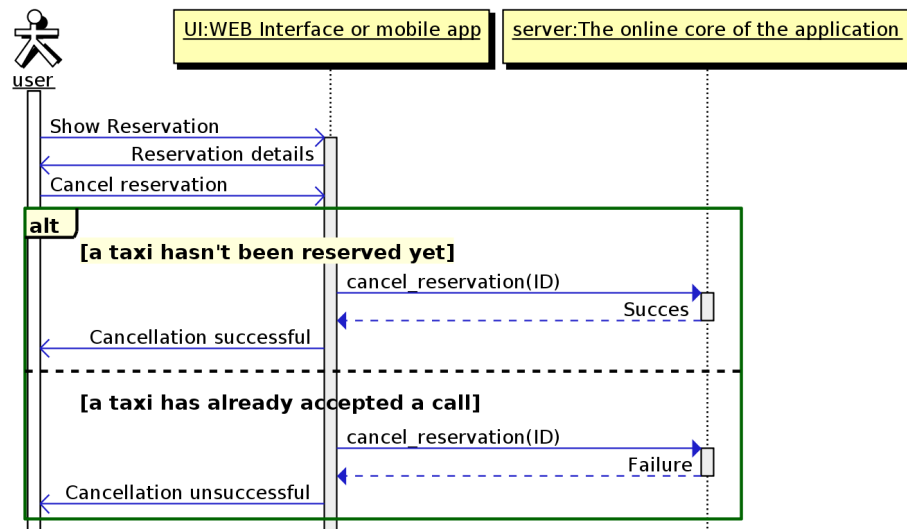 UI:WEB Interface or mobile app
server:The online core of the application
user
Show Reservation
Reservation details
Cancel reservation
alt
[a taxi hasn't been reserved yet]
cancel_reservation(ID)
Succes
Cancellation successful
[a taxi has already accepted a call]
cancel_reservation(ID)
Failure
Cancellation unsuccessful